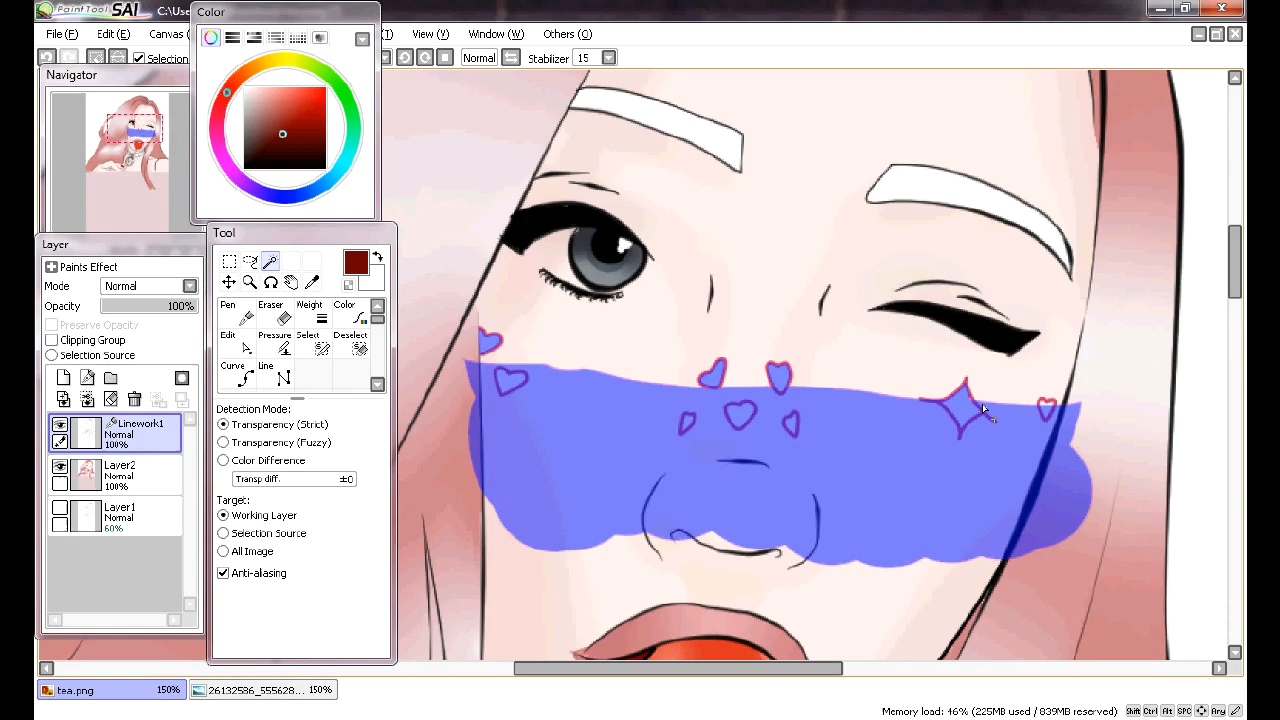 PaintTool SAI C:\Use
Color
File (F) Edit (E) Canvas View (V) Window (W) Others (O)
Selection
Normal Stabilizer 15
Navigator
Layer
Paints Effect
Mode Normal
Opacity 100%
Preserve Opacity
Clipping Group
Selection Source
Linework1
Normal
100%
Layer2
Normal
100%
Layer1
Normal
60%
Tool
Pen Eraser Weight Color
Edit Pressure Select Deselect
Curve Line
Detection Mode:
Transparency (Strict)
Transparency (Fuzzy)
Color Difference
Transp diff. ±0
Target:
Working Layer
Selection Source
All Image
Anti-aliasing
tea.png 150%
26132586_555628... 150%
Memory load: 46% (225MB used / 839MB reserved)
Shift Ctrl Alt SPC Any